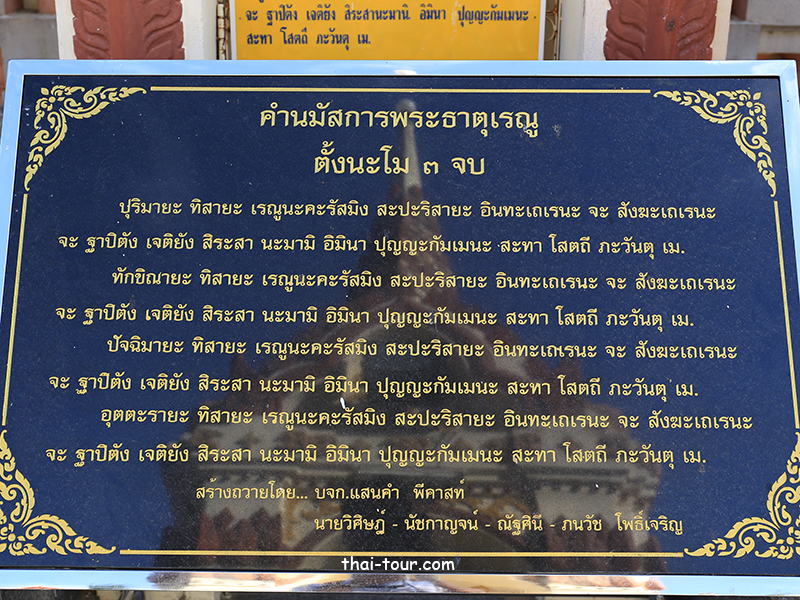 จะ ฐาปิตัง เจติยัง สิระสานะมามิ อิมินา ปุญญะกัมเมนะ
สะทา โสตถี ภะวันตุ เม.
คำนมัสการพระธาตุเรณู
ตั้งนะโม ๓ จบ
ปุริมายะ ทิสายะ เรณูนะคะรัสมิง สะปะริสายะ อินทะเถเรนะ จะ สังฆะเถเรนะ
จะ ฐาปิตัง เจติยัง สิระสา นะมามิ อิมินา ปุญญะกัมเมนะ สะทา โสตถี ภะวันตุ เม.
ทักขิณายะ ทิสายะ เรณูนะคะรัสมิง สะปะริสายะ อินทะเถเรนะ จะ สังฆะเถเรนะ
จะ ฐาปิตัง เจติยัง สิระสา นะมามิ อิมินา ปุญญะกัมเมนะ สะทา โสตถี ภะวันตุ เม.
ปัจฉิมายะ ทิสายะ เรณูนะคะรัสมิง สะปะริสายะ อินทะเถเรนะ จะ สังฆะเถเรนะ
จะ ฐาปิตัง เจติยัง สิระสา นะมามิ อิมินา ปุญญะกัมเมนะ สะทา โสตถี ภะวันตุ เม.
อุตตะรายะ ทิสายะ เรณูนะคะรัสมิง สะปะริสายะ อินทะเถเรนะ จะ สังฆะเถเรนะ
จะ ฐาปิตัง เจติยัง สิระสา นะมามิ อิมินา ปุญญะกัมเมนะ สะทา โสตถี ภะวันตุ เม.
สร้างถวายโดย... บจก.แสนคำ พีคาสท์
นายวิศิษฎ์ - นัชกาญจน์ - ณัฐศินี - ภนวัช โพธิ์เจริญ
thai-tour.com